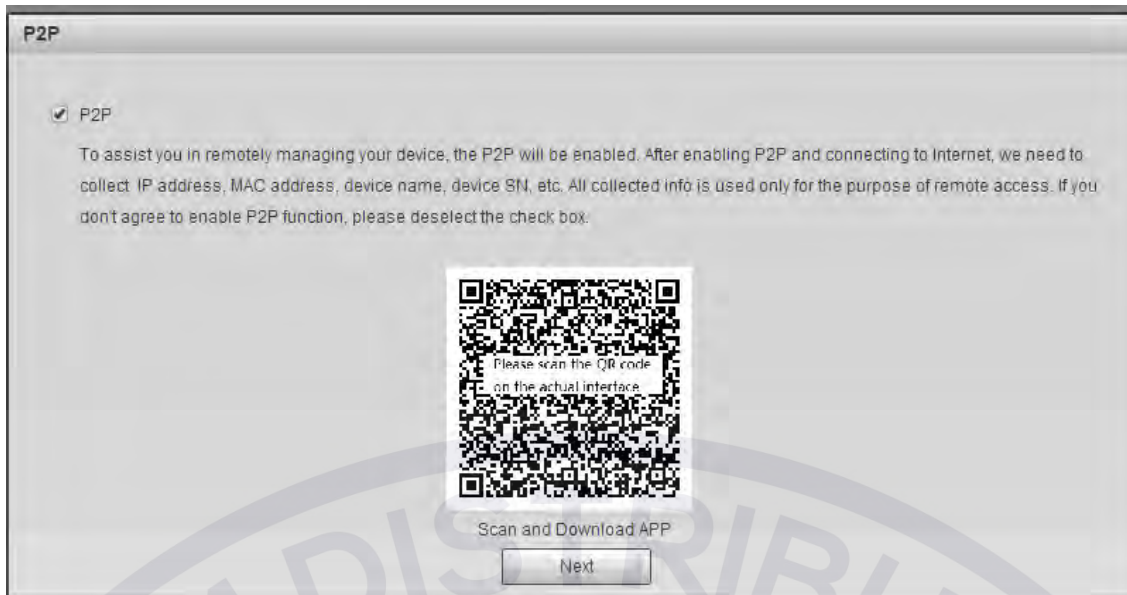 P2P
P2P
To assist you in remotely managing your device, the P2P will be enabled. After enabling P2P and connecting to Internet, we need to
collect IP address, MAC address, device name, device SN, etc. All collected info is used only for the purpose of remote access. If you
don't agree to enable P2P function, please deselect the check box.
Please scan the QR code
on the actual interface
Scan and Download APP
Next